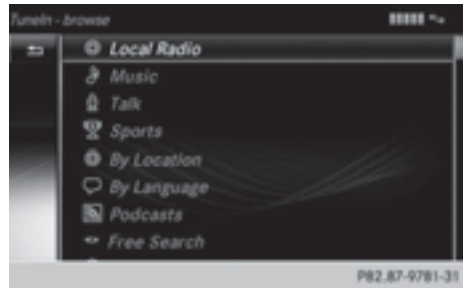 TuneIn - browse
Local Radio
Music
Talk
Sports
By Location
By Language
Podcasts
Free Search
P82.87-9781-31